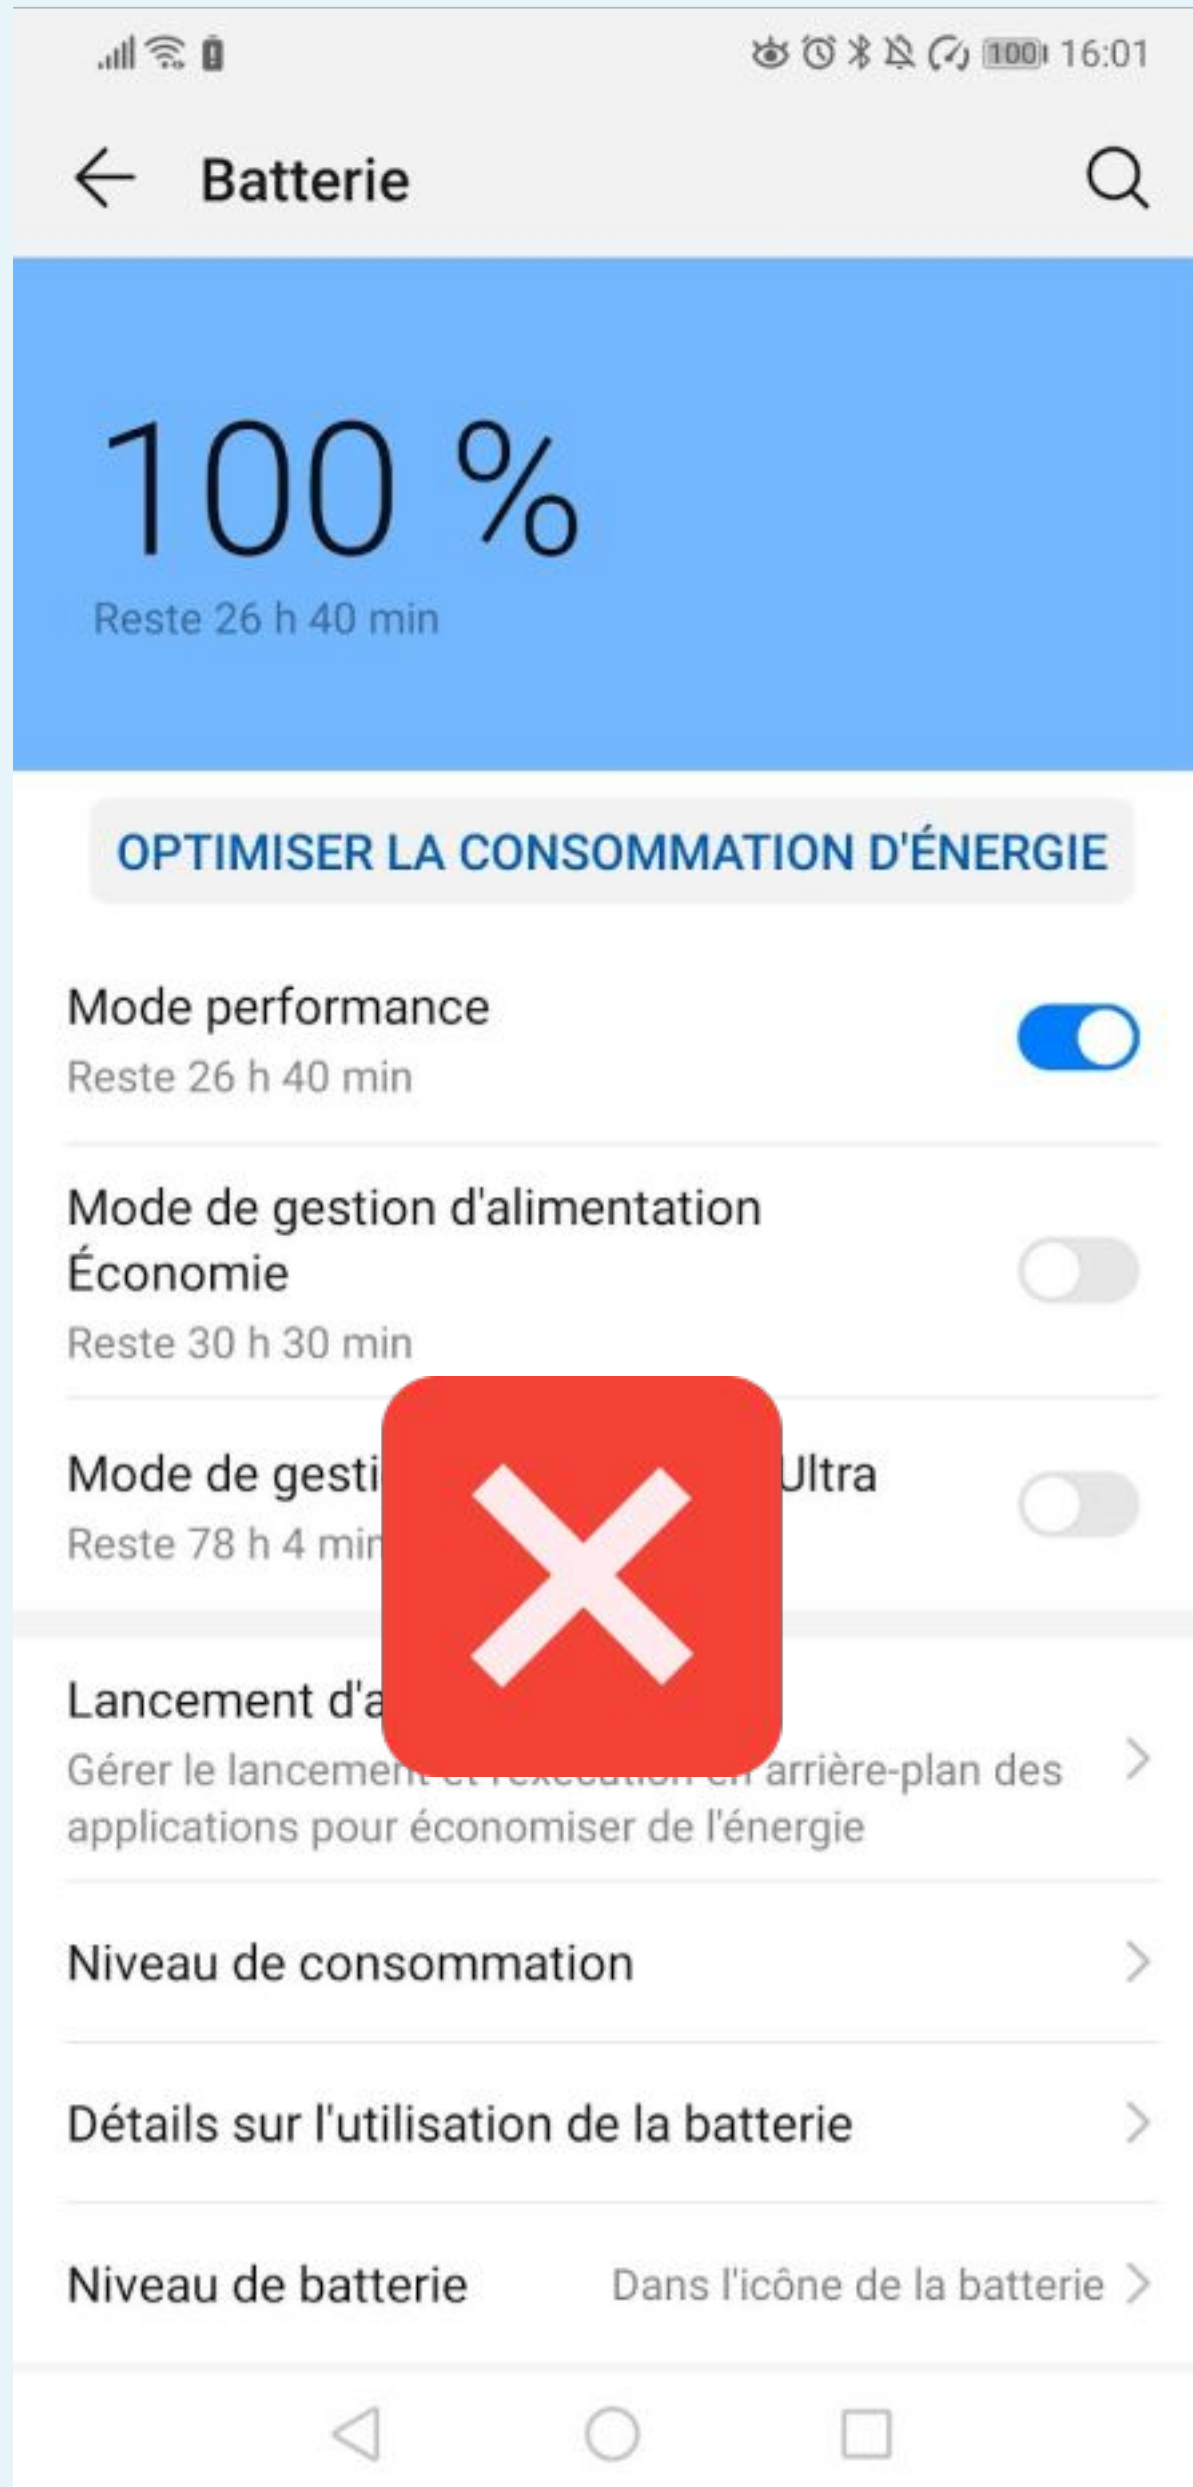 100 16:01
Batterie
100 %
Reste 26 h 40 min
OPTIMISER LA CONSOMMATION D'ÉNERGIE
Mode performance
Reste 26 h 40 min
Mode de gestion d'alimentation
Économie
Reste 30 h 30 min
Mode de Ultra
Reste 78 h 4 min
Lancement
Gérer le arrière-plan des
applications pour économiser de l'énergie
Niveau de consommation
Détails sur l'utilisation de la batterie
Niveau de batterie Dans l'icône de la batterie